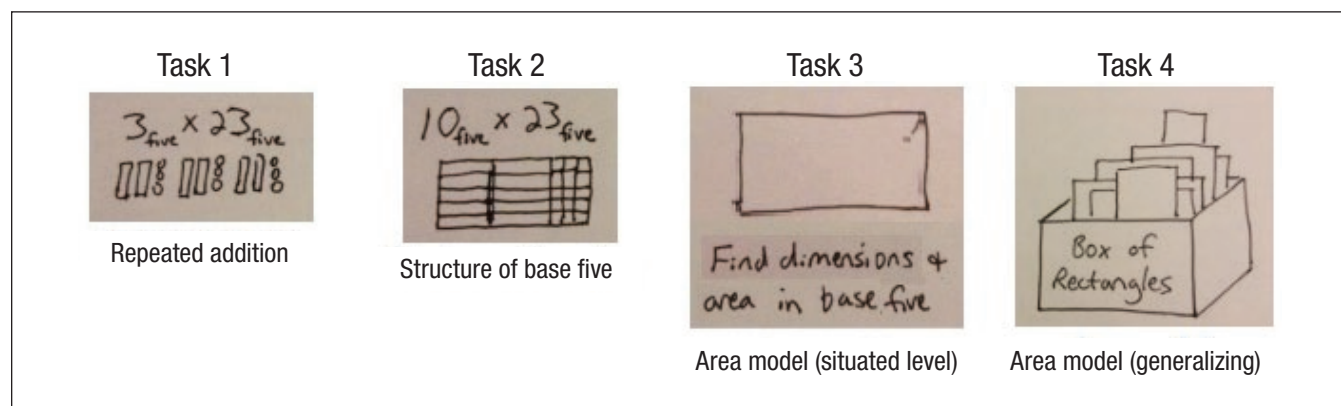 Task 1
3five × 23five
Repeated addition
Task 2
10five × 23five
Structure of base five
Task 3
Find dimensions &
area in base five
Area model (situated level)
Task 4
Box of
Rectangles
Area model (generalizing)